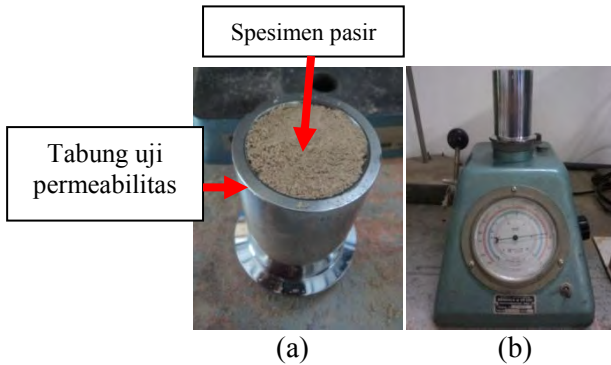 Spesimen pasir
Tabung uji
permeabilitas
(a)
(b)